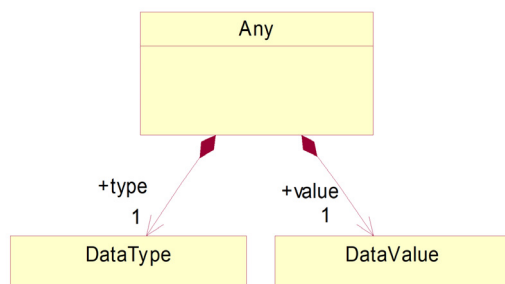 Any
+type
+value
1
1
DataType
DataValue